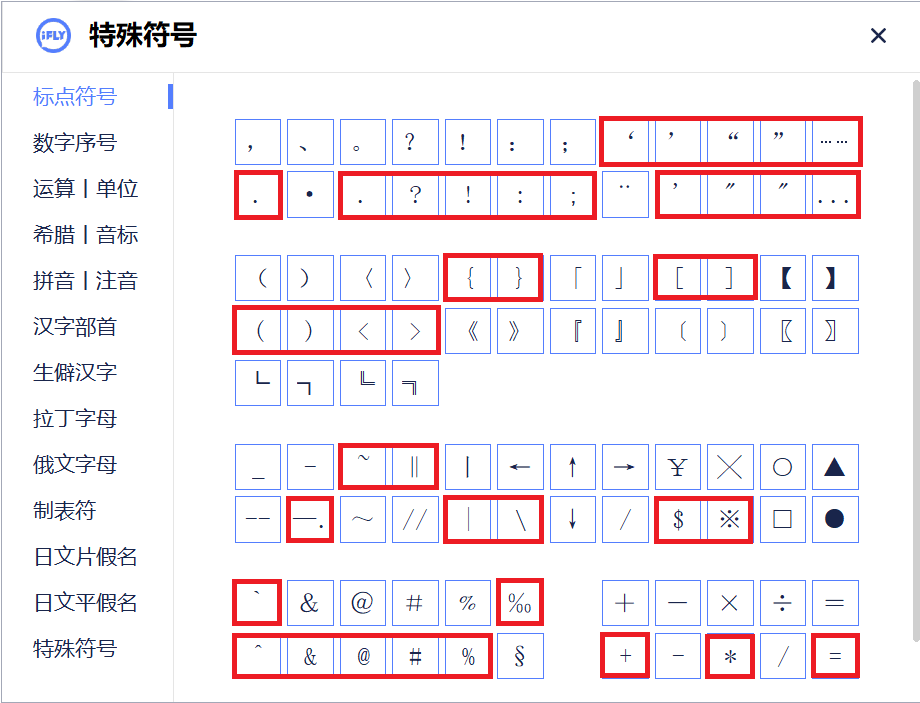 iFLY 特殊符号 ×
标点符号
数字序号
运算丨单位
希腊丨音标
拼音丨注音
汉字部首
生僻汉字
拉丁字母
俄文字母
制表符
日文片假名
日文平假名
特殊符号
， 、 。 ？ ！ ： ； ‘ ’ “ ” ……
. • . ? ! : ; ¨ ′ ″ ″ ...
（ ） 〈 〉 { } 「 」 [ ] 【 】
( ) < > 《 》 『 』 〔 〕 〖 〗
┗ ┓ ╚ ╗
_ - ~ ‖ | ← ↑ → ￥ ╳ ○ ▲
-- —. ～ // | \ ↓ / $ ※ □ ●
` & @ # % ‰ ＋ － × ÷ ＝
ˆ & @ # % § + - * / =